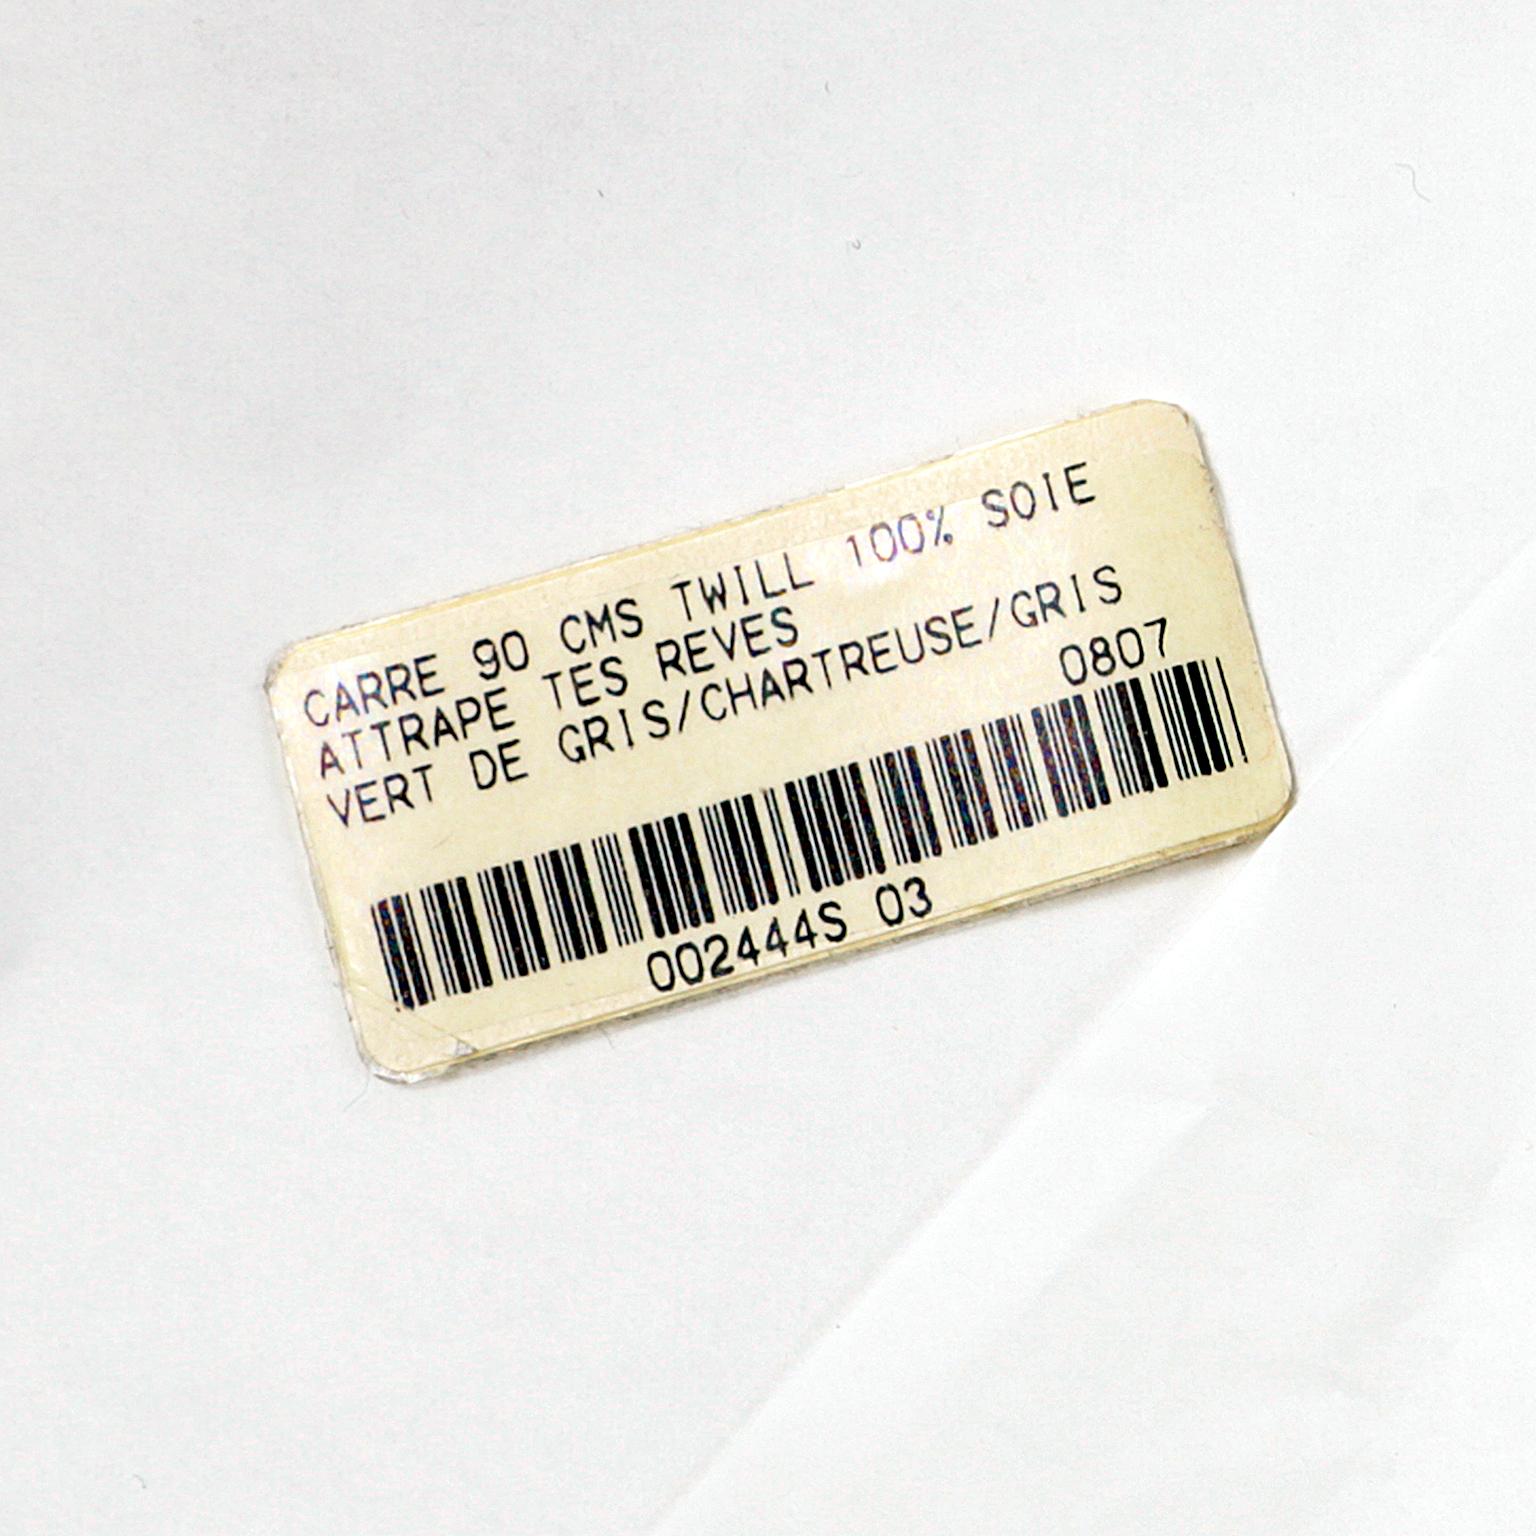 CARRE 90 CMS TWILL 100% SOIE
ATTRAPE TES REVES
VERT DE GRIS/CHARTREUSE/GRIS
0807
002444S 03